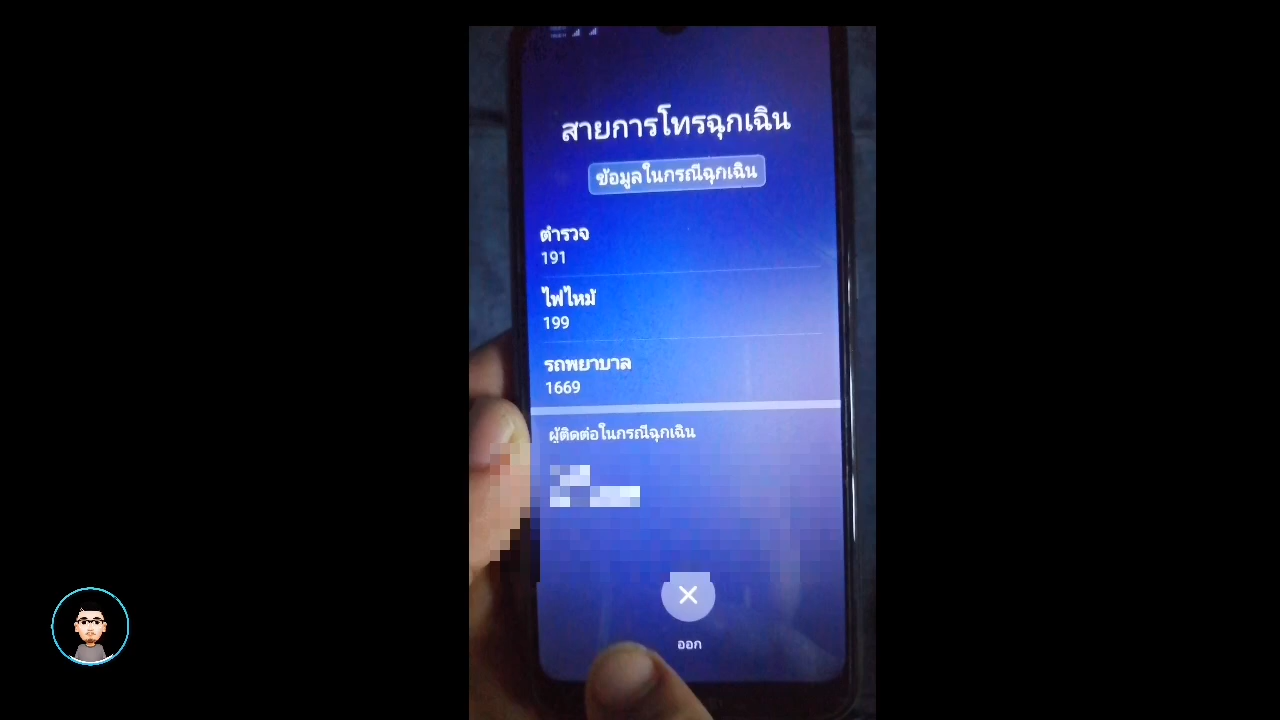 สายการโทรฉุกเฉิน
ข้อมูลในกรณีฉุกเฉิน
ตำรวจ
191
ไฟไหม้
199
รถพยาบาล
1669
ผู้ติดต่อในกรณีฉุกเฉิน
ออก